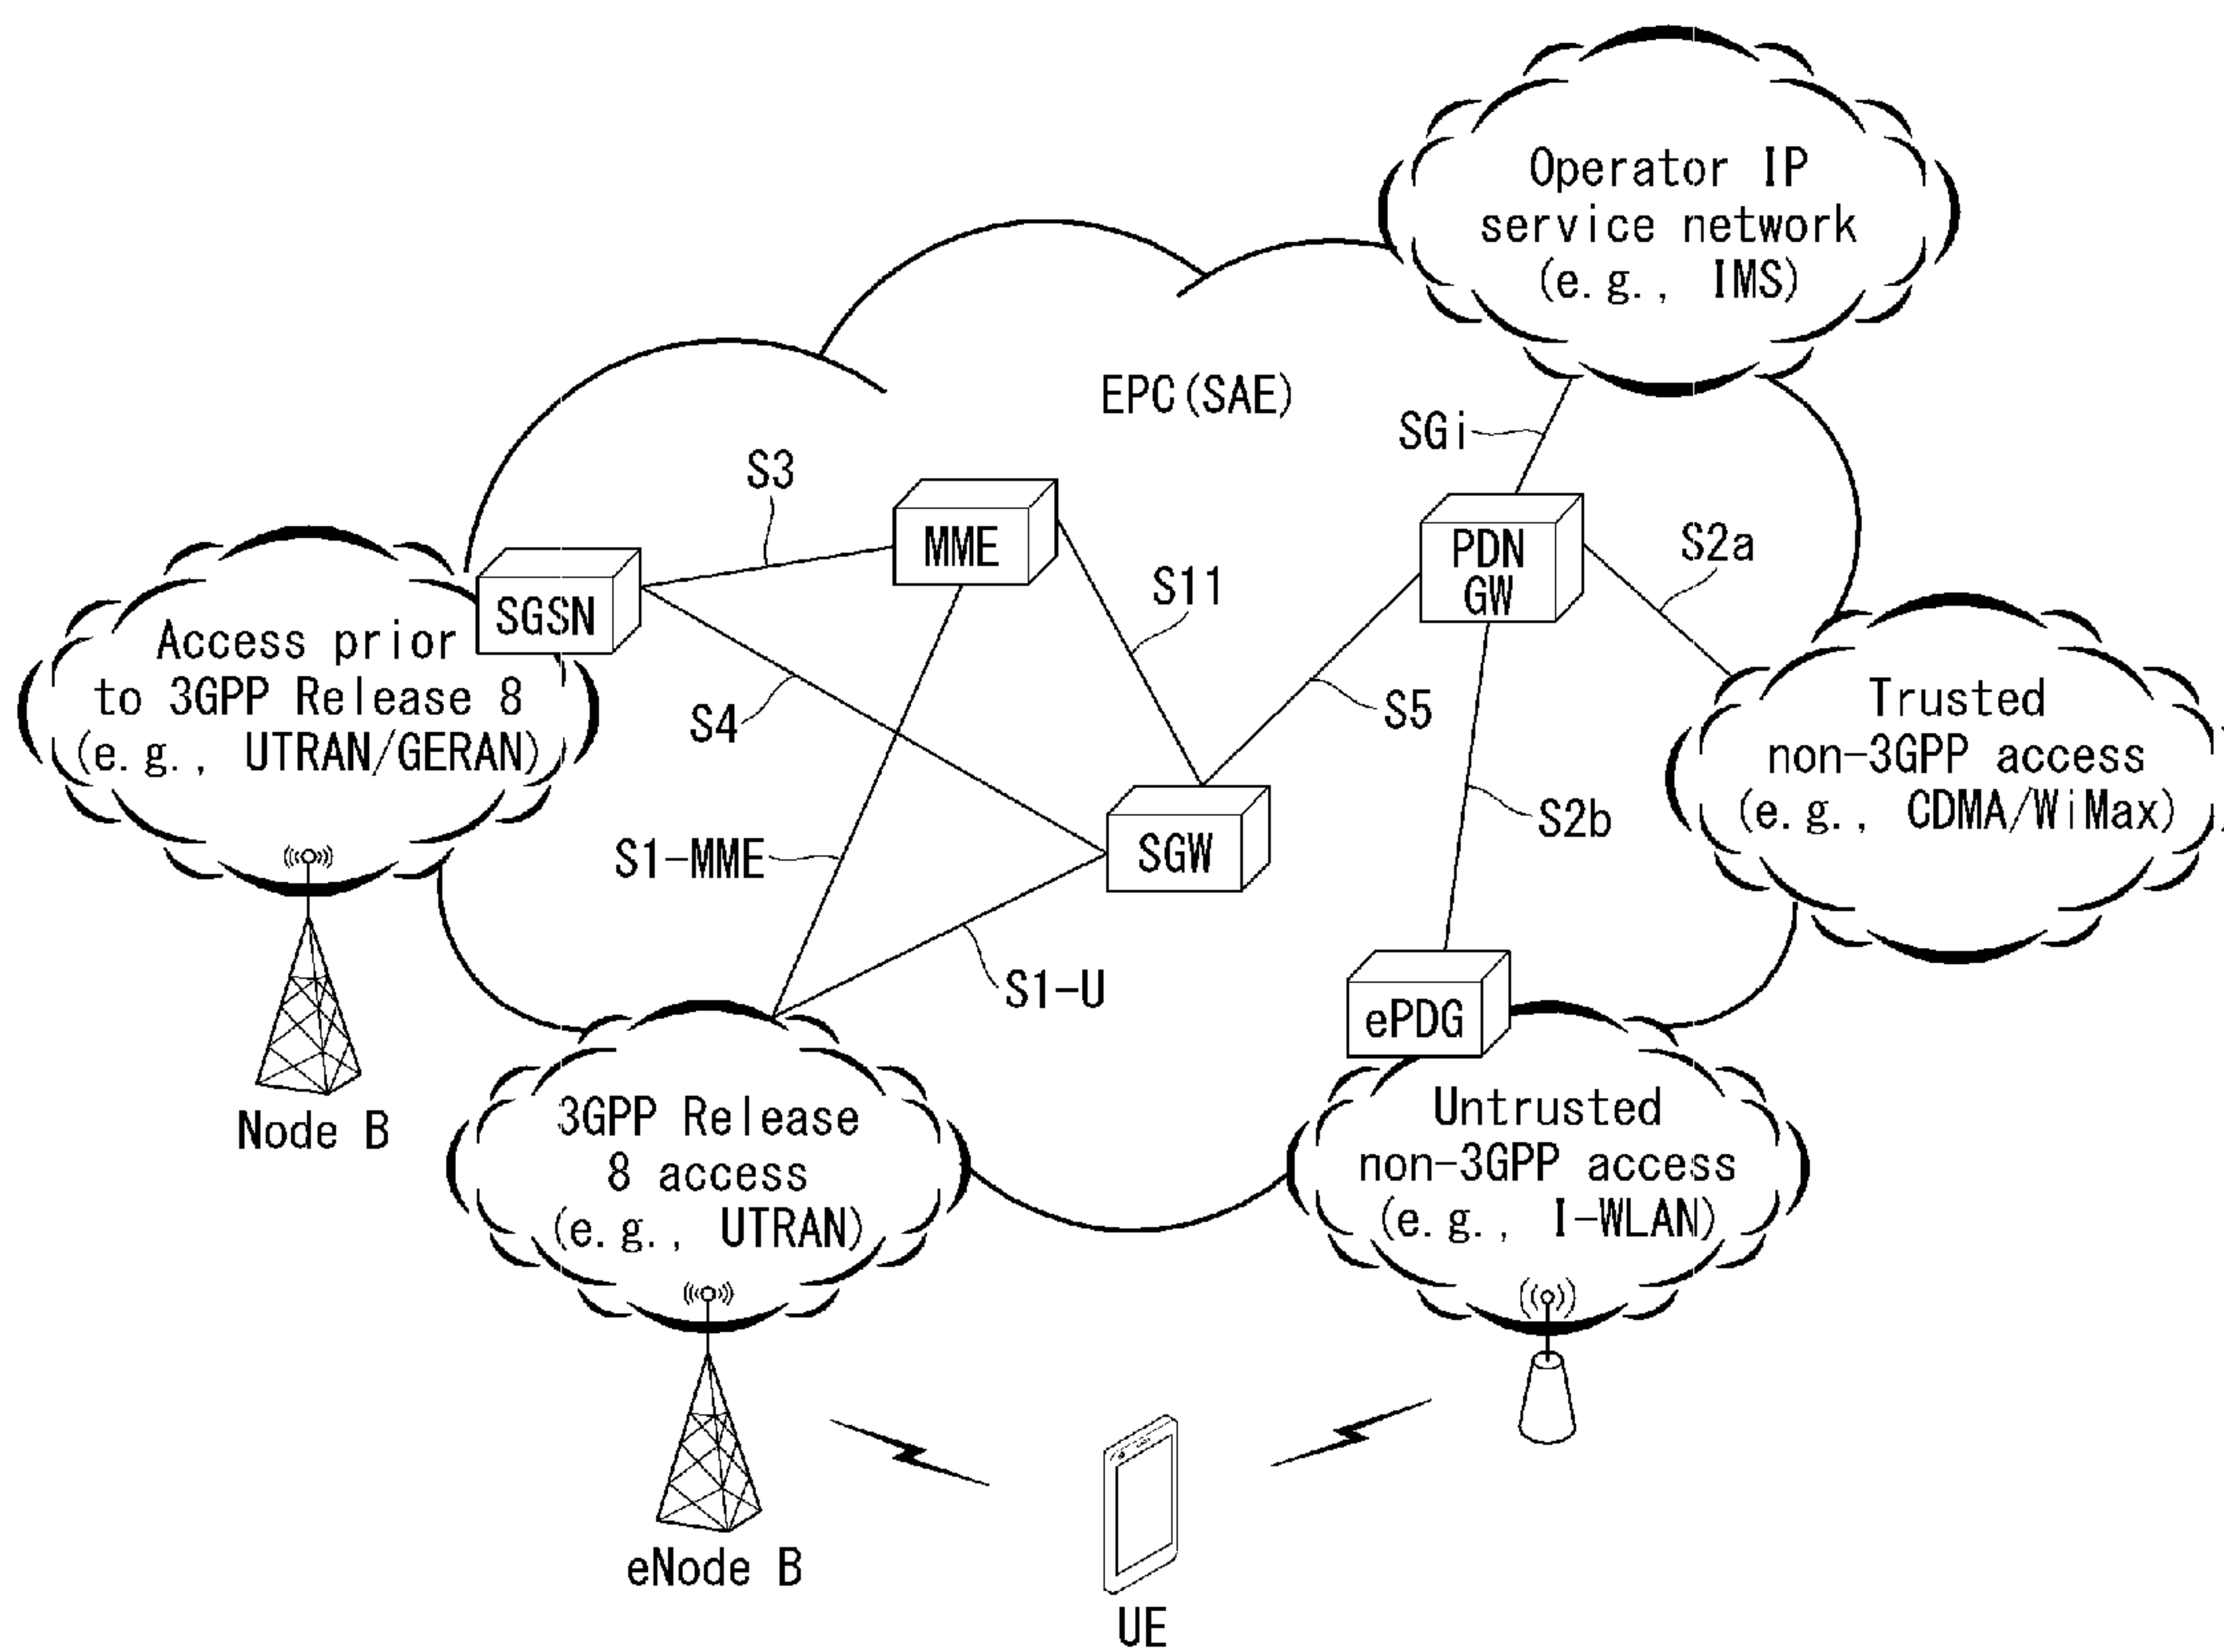 Operator IP
service network
(e.g., IMS)
EPC(SAE)
SGi
S3
MME
PDN
GW
S2a
SGSN
S11
Access prior
to 3GPP Release 8
(e.g., UTRAN/GERAN)
S4
S5
Trusted
non-3GPP access
(e.g., CDMA/WiMax)
S2b
S1-MME
SGW
S1-U
ePDG
Node B
3GPP Release
8 access
(e.g., UTRAN)
Untrusted
non-3GPP access
(e.g., I-WLAN)
eNode B
UE